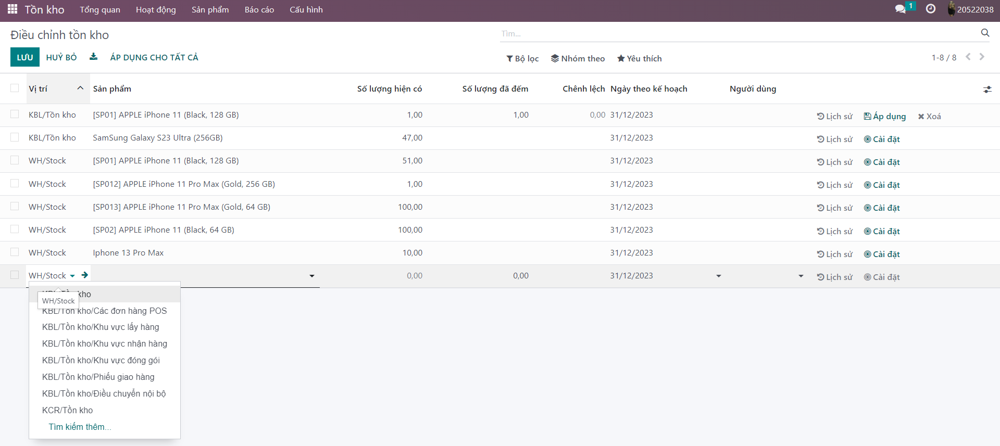 Tồn kho Tổng quan Hoạt động Sản phẩm Báo cáo Cấu hình 1 20522038
Điều chỉnh tồn kho Tìm...
LƯU HUỶ BỎ ÁP DỤNG CHO TẤT CẢ Bộ lọc Nhóm theo Yêu thích 1-8 / 8
Vị trí Sản phẩm Số lượng hiện có Số lượng đã đếm Chênh lệch Ngày theo kế hoạch Người dùng
KBL/Tồn kho [SP01] APPLE iPhone 11 (Black, 128 GB) 1,00 1,00 0,00 31/12/2023 Lịch sử Áp dụng Xoá
KBL/Tồn kho SamSung Galaxy S23 Ultra (256GB) 47,00 31/12/2023 Lịch sử Cài đặt
WH/Stock [SP01] APPLE iPhone 11 (Black, 128 GB) 51,00 31/12/2023 Lịch sử Cài đặt
WH/Stock [SP012] APPLE iPhone 11 Pro Max (Gold, 256 GB) 1,00 31/12/2023 Lịch sử Cài đặt
WH/Stock [SP013] APPLE iPhone 11 Pro Max (Gold, 64 GB) 100,00 31/12/2023 Lịch sử Cài đặt
WH/Stock [SP02] APPLE iPhone 11 (Black, 64 GB) 100,00 31/12/2023 Lịch sử Cài đặt
WH/Stock Iphone 13 Pro Max 10,00 31/12/2023 Lịch sử Cài đặt
WH/Stock 0,00 0,00 31/12/2023 Lịch sử Cài đặt
kho
WH/Stock
KBL/Tồn kho/Các đơn hàng POS
KBL/Tồn kho/Khu vực lấy hàng
KBL/Tồn kho/Khu vực nhận hàng
KBL/Tồn kho/Khu vực đóng gói
KBL/Tồn kho/Phiếu giao hàng
KBL/Tồn kho/Điều chuyển nội bộ
KCR/Tồn kho
Tìm kiếm thêm...